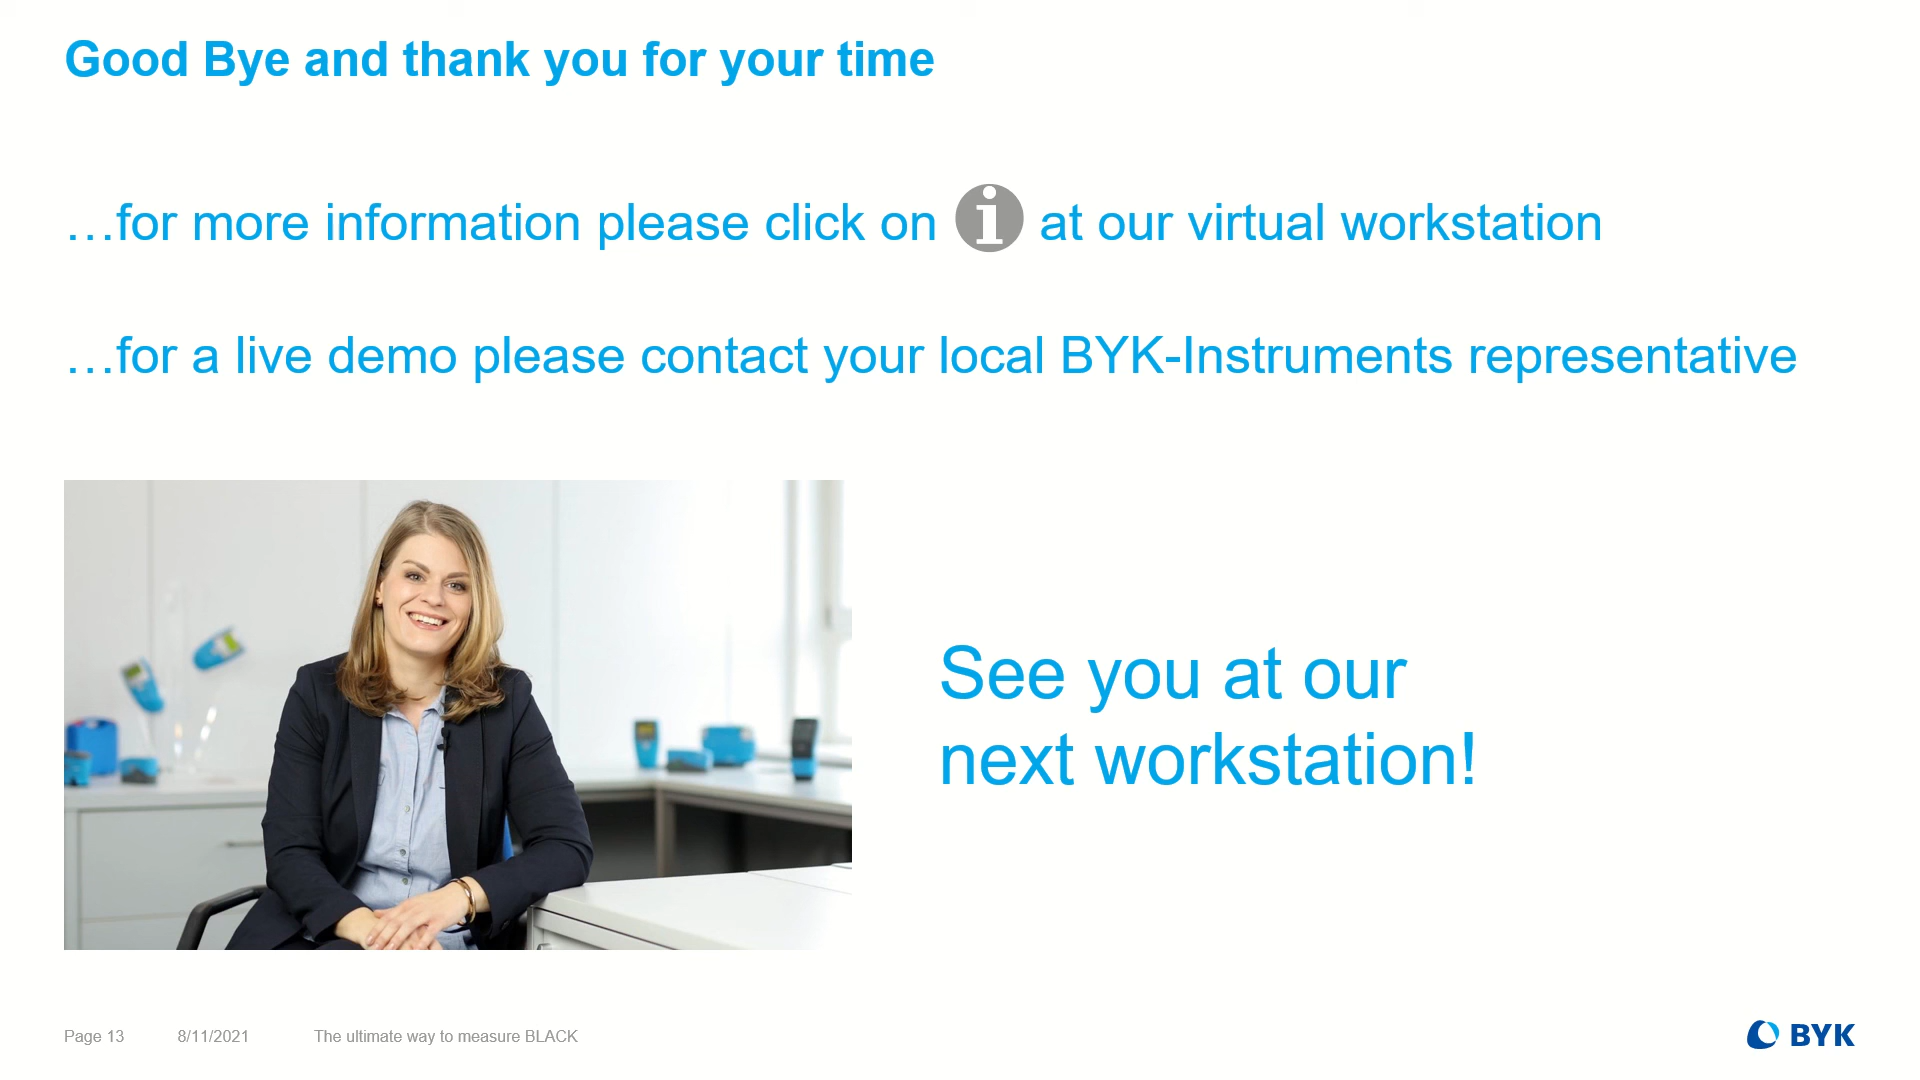 Good Bye and thank you for your time
…for more information please click on i at our virtual workstation
…for a live demo please contact your local BYK-Instruments representative
See you at our
next workstation!
Page 13 8/11/2021 The ultimate way to measure BLACK
BYK